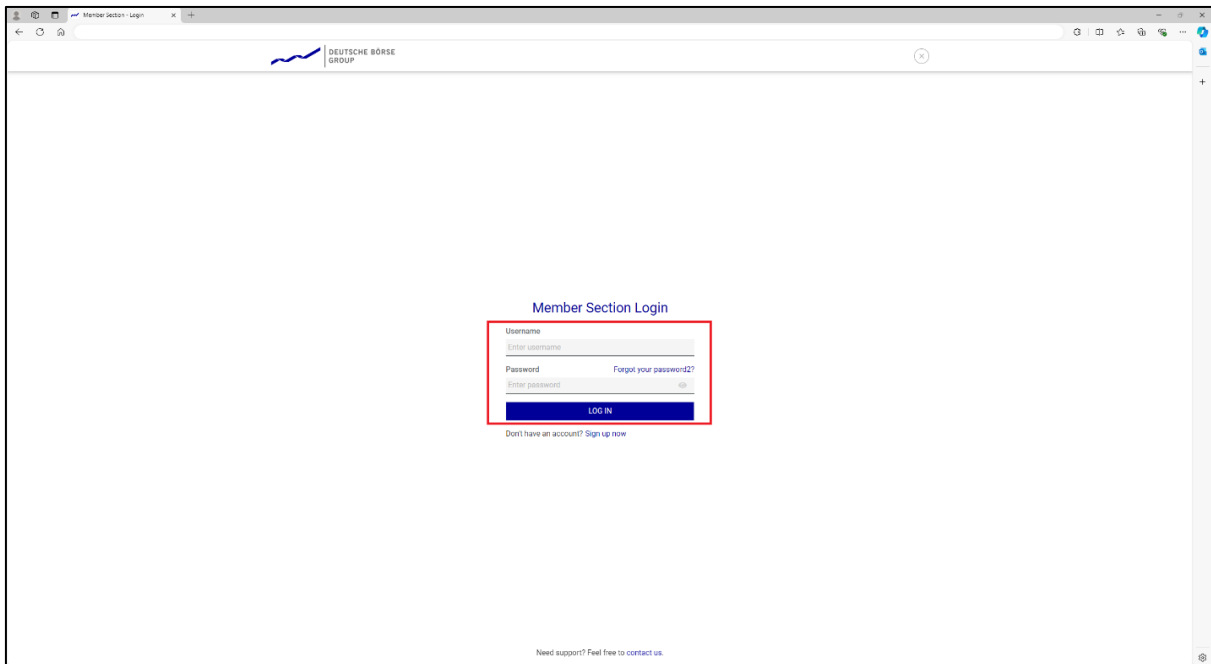 Member Section - Login
DEUTSCHE BÖRSE
GROUP
Member Section Login
Username
Enter username
Password Forgot your password2?
Enter password
LOG IN
Don't have an account? Sign up now
Need support? Feel free to contact us.